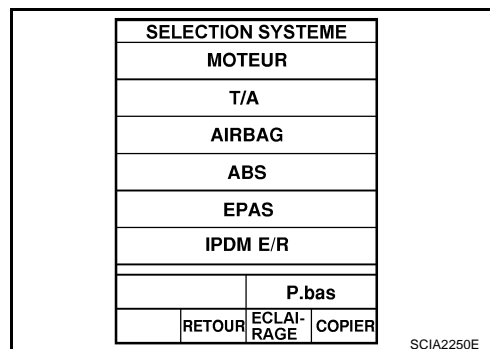 SELECTION SYSTEME
MOTEUR
T/A
AIRBAG
ABS
EPAS
IPDM E/R
P.bas
RETOUR ECLAI-RAGE COPIER
SCIA2250E